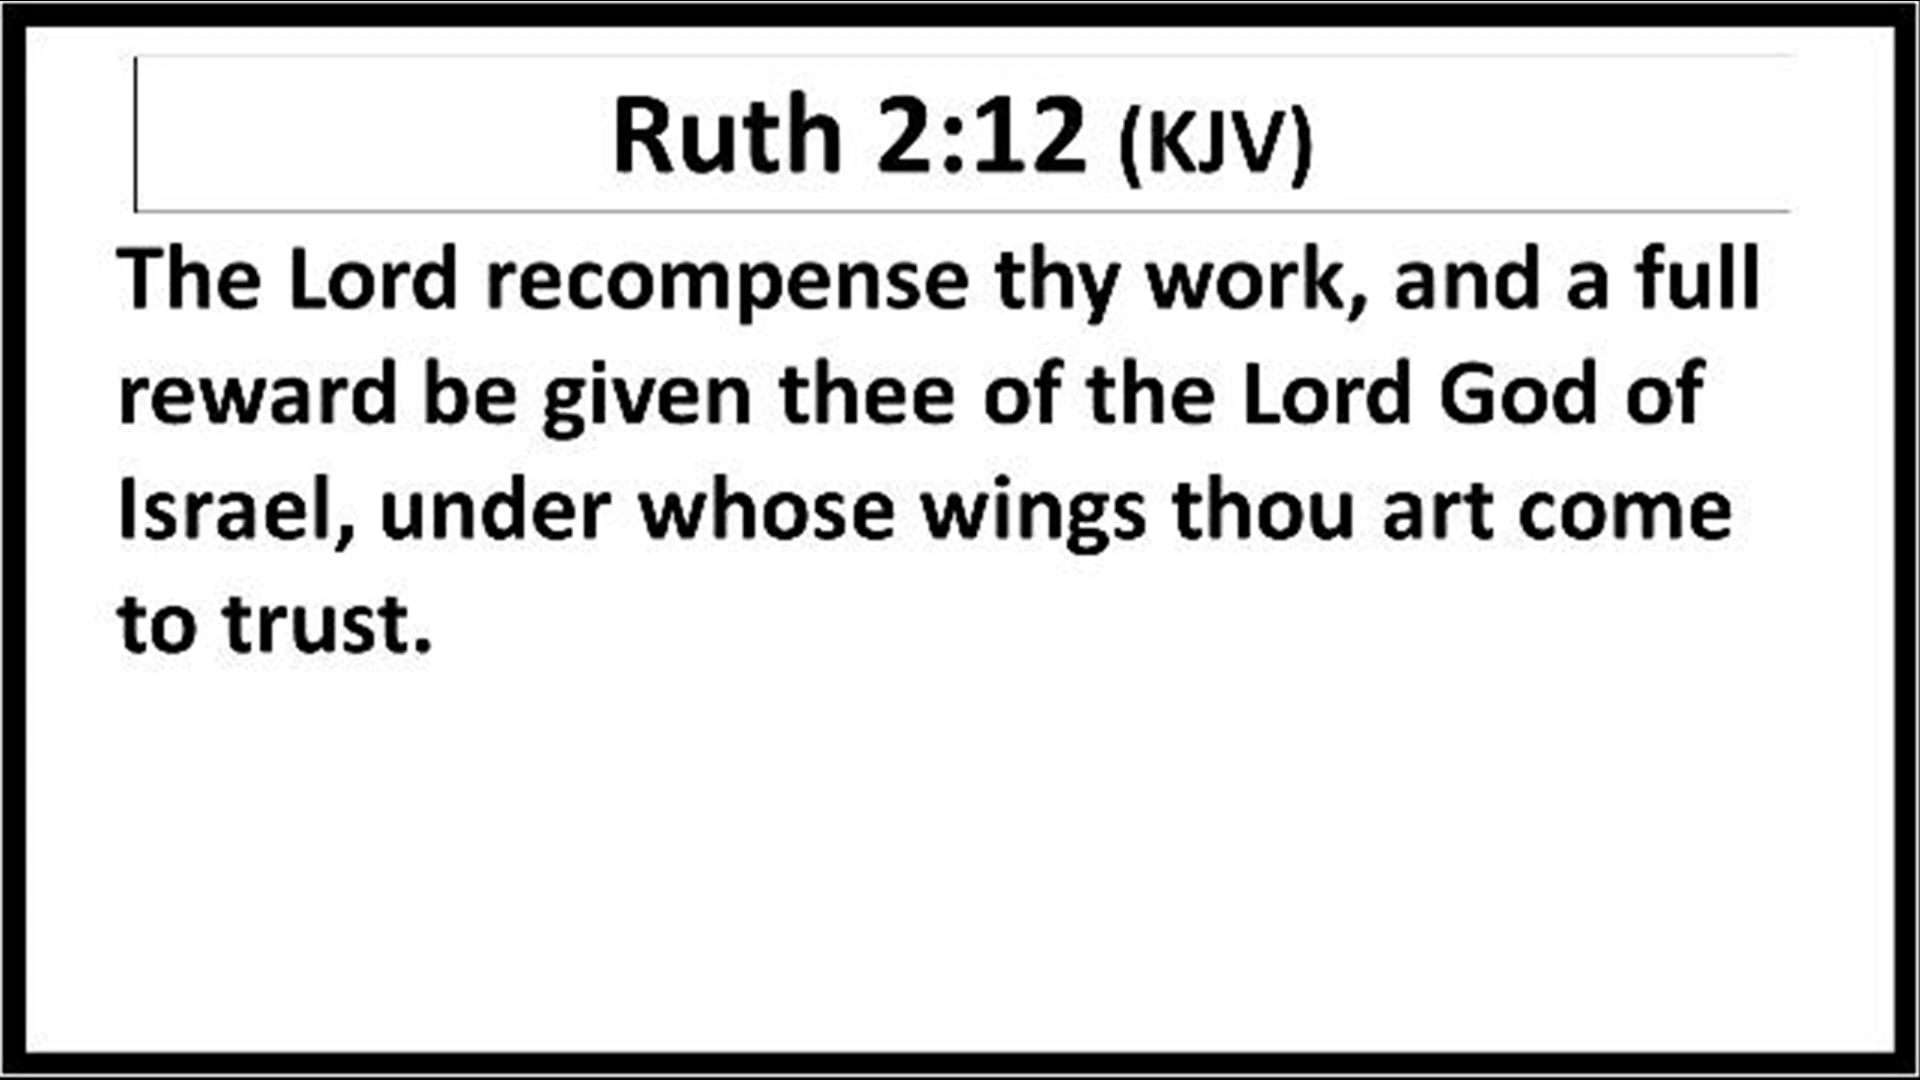 Ruth 2:12 (KJV)
The Lord recompense thy work, and a full
reward be given thee of the Lord God of
Israel, under whose wings thou art come
to trust.